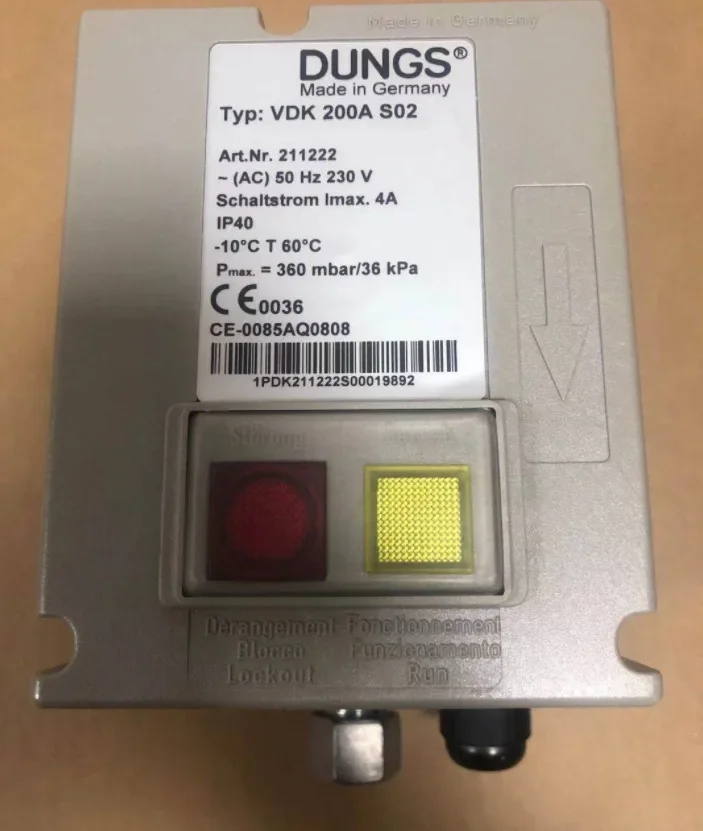 Made in Germany
DUNGS®
Made in Germany
Typ: VDK 200A S02
Art.Nr. 211222
~ (AC) 50 Hz 230 V
Schaltstrom Imax. 4A
IP40
-10°C T 60°C
Pmax. = 360 mbar/36 kPa
CE0036
CE-0085AQ0808
1PDK211222S00019892
Störung
Dérangement Fonctionnement
Blocco Funzionamento
Lockout Run